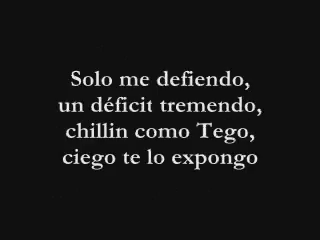 Solo me defiendo,
un déficit tremendo,
chillin como Tego,
ciego te lo expongo